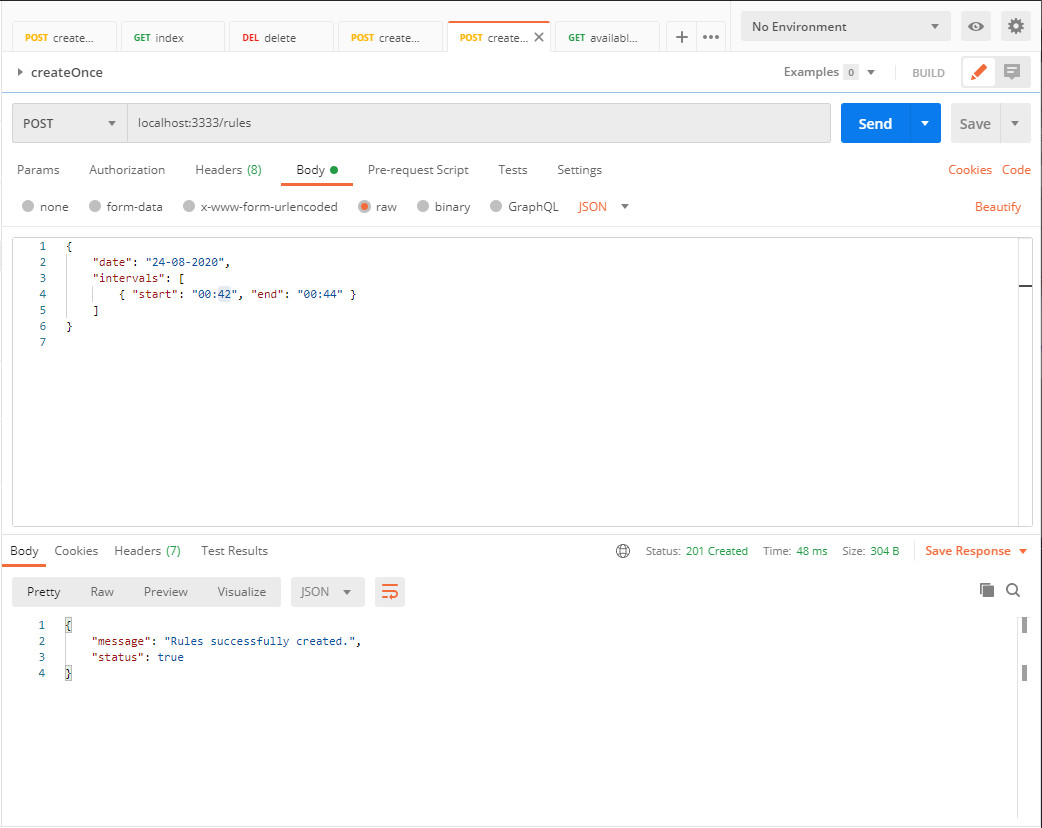 POST create... GET index DEL delete POST create... POST create... GET availabl... No Environment
createOnce Examples 0 BUILD
POST localhost:3333/rules Send Save
Params Authorization Headers (8) Body Pre-request Script Tests Settings Cookies Code
none form-data x-www-form-urlencoded raw binary GraphQL JSON Beautify
1 {
2 "date": "24-08-2020",
3 "intervals": [
4 { "start": "00:42", "end": "00:44" }
5 ]
6 }
7
Body Cookies Headers (7) Test Results Status: 201 Created Time: 48 ms Size: 304 B Save Response
Pretty Raw Preview Visualize JSON
1 {
2 "message": "Rules successfully created.",
3 "status": true
4 }